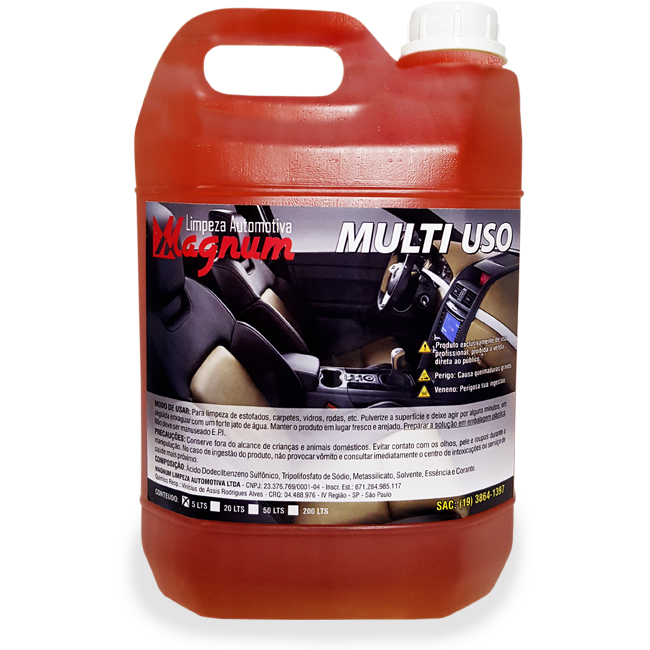 Limpeza Automotiva
Magnum
MULTI USO
Produto exclusivamente de uso
profissional, proibida a venda
direta ao público.
Perigo: Causa queimaduras graves.
Veneno: Perigosa sua ingestão.
MODO DE USAR: Para limpeza de estofados, carpetes, vidros, rodas, etc. Pulverize a superfície e deixe agir por alguns minutos, em
seguida enxaguar com um forte jato de água. Manter o produto em lugar fresco e arejado. Preparar a solução em embalagem plástica.
Não deve ser manuseado E.P.I.
PRECAUÇÕES: Conserve fora do alcance de crianças e animais domésticos. Evitar contato com os olhos, pele e roupas durante a
manipulação. No caso de ingestão do produto, não provocar vômito e consultar imediatamente o centro de intoxicações ou serviço de
saúde mais próximo.
COMPOSIÇÃO: Ácido Dodecilbenzeno Sulfônico, Tripolifosfato de Sódio, Metassilicato, Solvente, Essência e Corante.
MAGNUM LIMPEZA AUTOMOTIVA LTDA - CNPJ: 23.376.769/0001-04 - Inscr. Est.: 671.284.985.117
Químico Resp.: Vinicius de Assis Rodrigues Alves - CRQ: 04.488.976 - IV Região - SP - São Paulo
CONTEUDO: 5 LTS 20 LTS 50 LTS 200 LTS
SAC: (19) 3864-1397